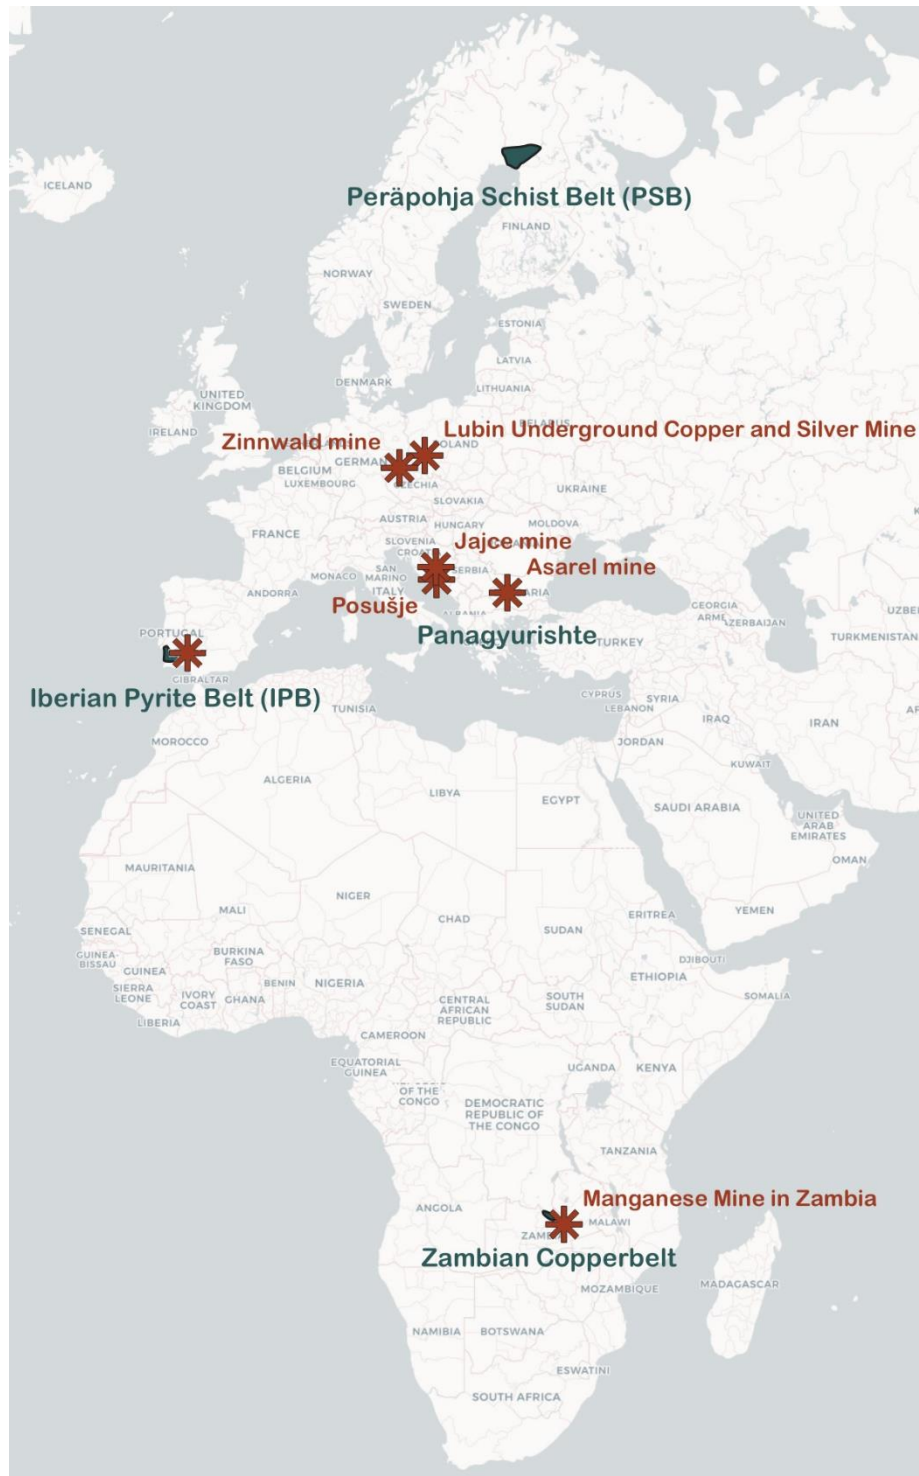 ICELAND
Peräpohja Schist Belt (PSB)
FINLAND
NORWAY
SWEDEN
ESTONIA
LATVIA
DENMARK
LITHUANIA
UNITED
KINGDOM
IRELAND
Zinnwald mine
Lubin Underground Copper and Silver Mine
BELGIUM
LUXEMBOURG
SLOVAKIA
UKRAINE
AUSTRIA
HUNGARY
MOLDOVA
FRANCE
SLOVENIA
Jajce mine
MONACO
SAN
MARINO
ITALY
Asarel mine
ANDORRA
Posušje
PORTUGAL
Panagyurishte
TURKEY
GEORGIA
TURKMENISTAN
GIBRALTAR
Iberian Pyrite Belt (IPB)
TUNISIA
CYPRUS
LEBANON
SYRIA
IRAQ
IRAN
MOROCCO
JORDAN
KUWAIT
ALGERIA
LIBYA
EGYPT
SAUDI ARABIA
UNITED
ARAB
EMIRATES
OMAN
MAURITANIA
MALI
NIGER
CHAD
SUDAN
ERITREA
YEMEN
SENEGAL
GUINEA-
BISSAU
GUINEA
BURKINA
FASO
DJIBOUTI
SIERRA
LEONE
IVORY
COAST
GHANA
BENIN
NIGERIA
ETHIOPIA
LIBERIA
CENTRAL
AFRICAN
REPUBLIC
SOUTH
SUDAN
SOMALIA
CAMEROON
EQUATORIAL
GUINEA
UGANDA
KENYA
OF THE
CONGO
DEMOCRATIC
REPUBLIC OF
THE CONGO
TANZANIA
ANGOLA
Manganese Mine in Zambia
MALAWI
Zambian Copperbelt
MOZAMBIQUE
MADAGASCAR
NAMIBIA
BOTSWANA
ESWATINI
SOUTH AFRICA